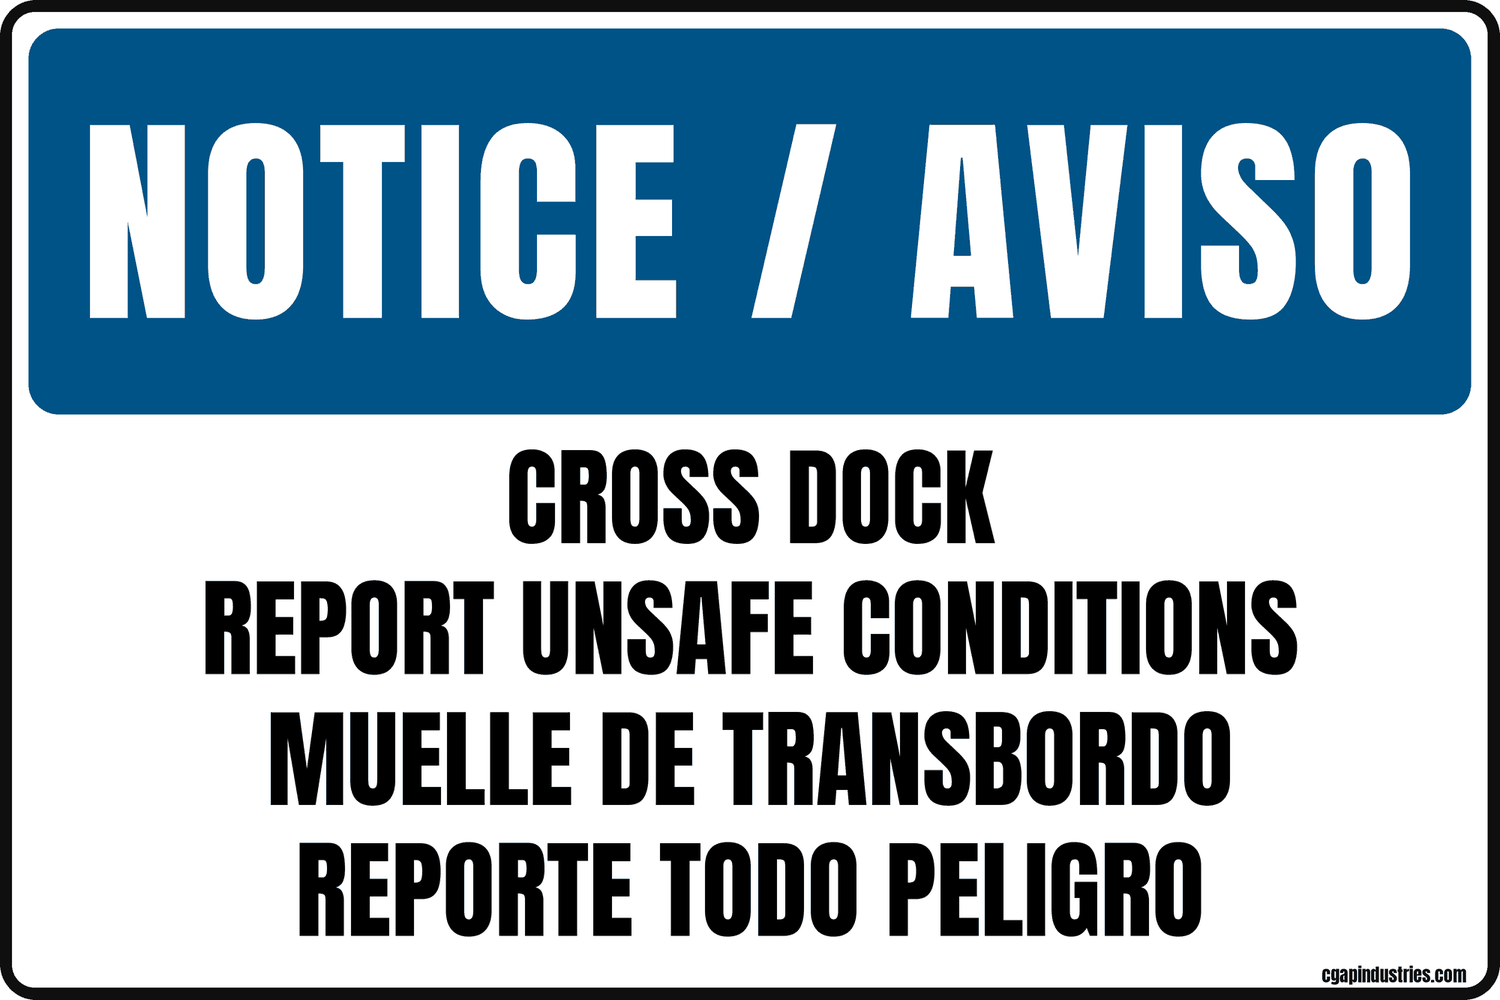 NOTICE / AVISO
CROSS DOCK
REPORT UNSAFE CONDITIONS
MUELLE DE TRANSBORDO
REPORTE TODO PELIGRO
cgapindustries.com